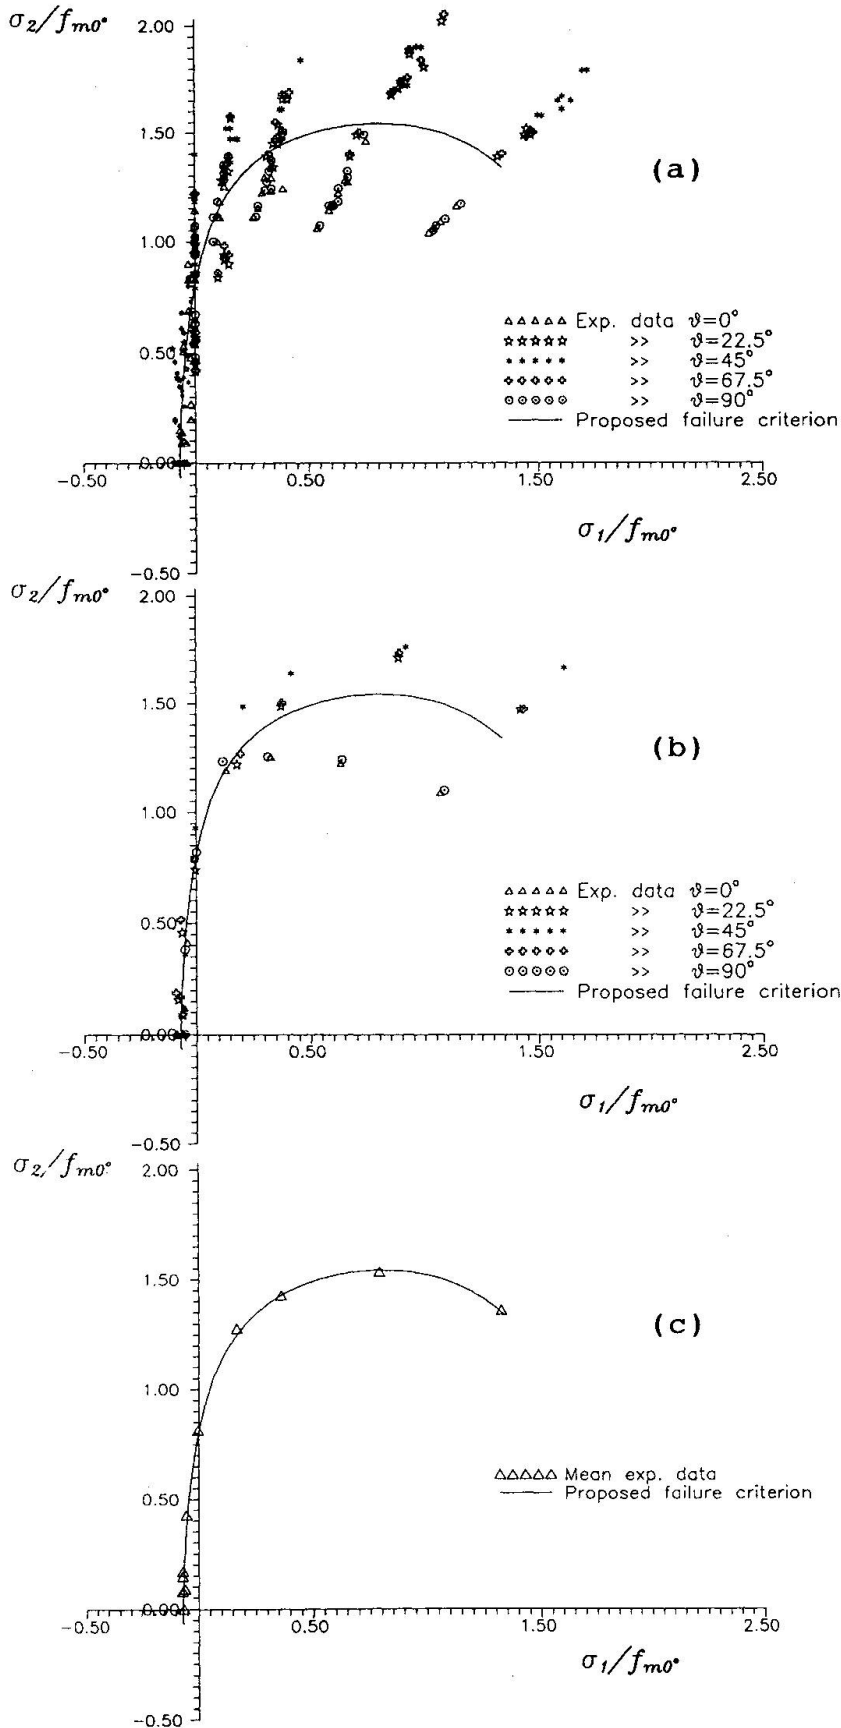 σ₂/fₘ₀°
2.00
1.50
(a)
1.00
△△△△△ Exp. data ϑ=0°
☆☆☆☆☆ >> ϑ=22.5°
0.50
***** >> ϑ=45°
>> ϑ=67.5°
⊙⊙⊙⊙⊙ >> ϑ=90°
Proposed failure criterion
0.00
−0.50 0.50 1.50 2.50
σ₁/fₘ₀°
−0.50
σ₂/fₘ₀°
2.00
1.50
(b)
1.00
△△△△△ Exp. data ϑ=0°
☆☆☆☆☆ >> ϑ=22.5°
0.50
***** >> ϑ=45°
>> ϑ=67.5°
⊙⊙⊙⊙⊙ >> ϑ=90°
Proposed failure criterion
0.00
−0.50 0.50 1.50 2.50
σ₁/fₘ₀°
−0.50
σ₂/fₘ₀°
2.00
1.50
(c)
1.00
△△△△△ Mean exp. data
Proposed failure criterion
0.50
0.00
−0.50 0.50 1.50 2.50
σ₁/fₘ₀°
−0.50